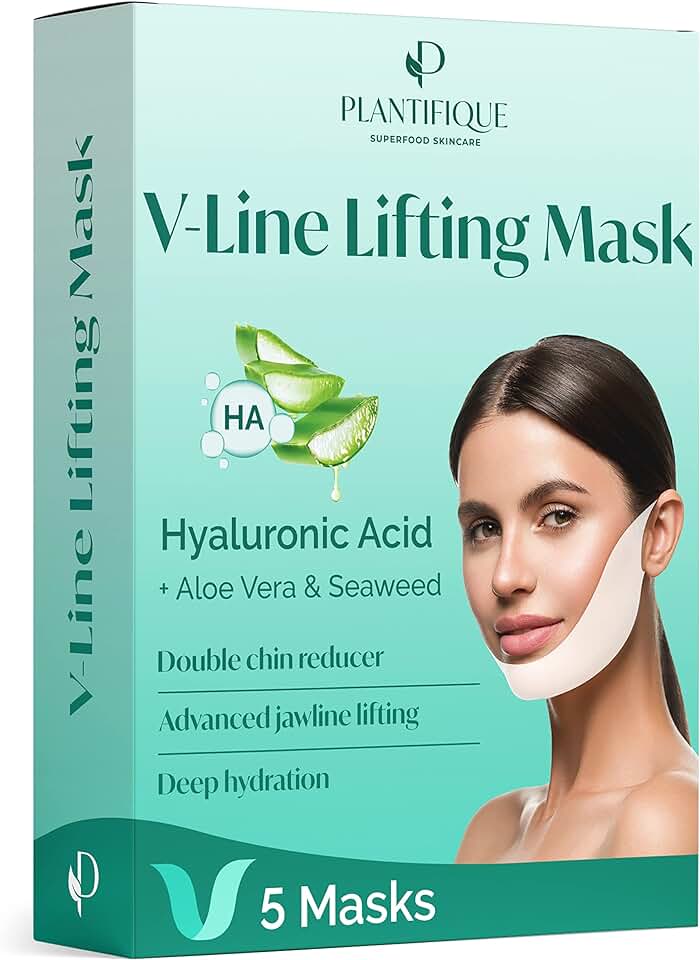 PLANTIFIQUE
SUPERFOOD SKINCARE
V-Line Lifting Mask
HA
Hyaluronic Acid
+ Aloe Vera & Seaweed
Double chin reducer
Advanced jawline lifting
Deep hydration
5 Masks
V-Line Lifting Mask